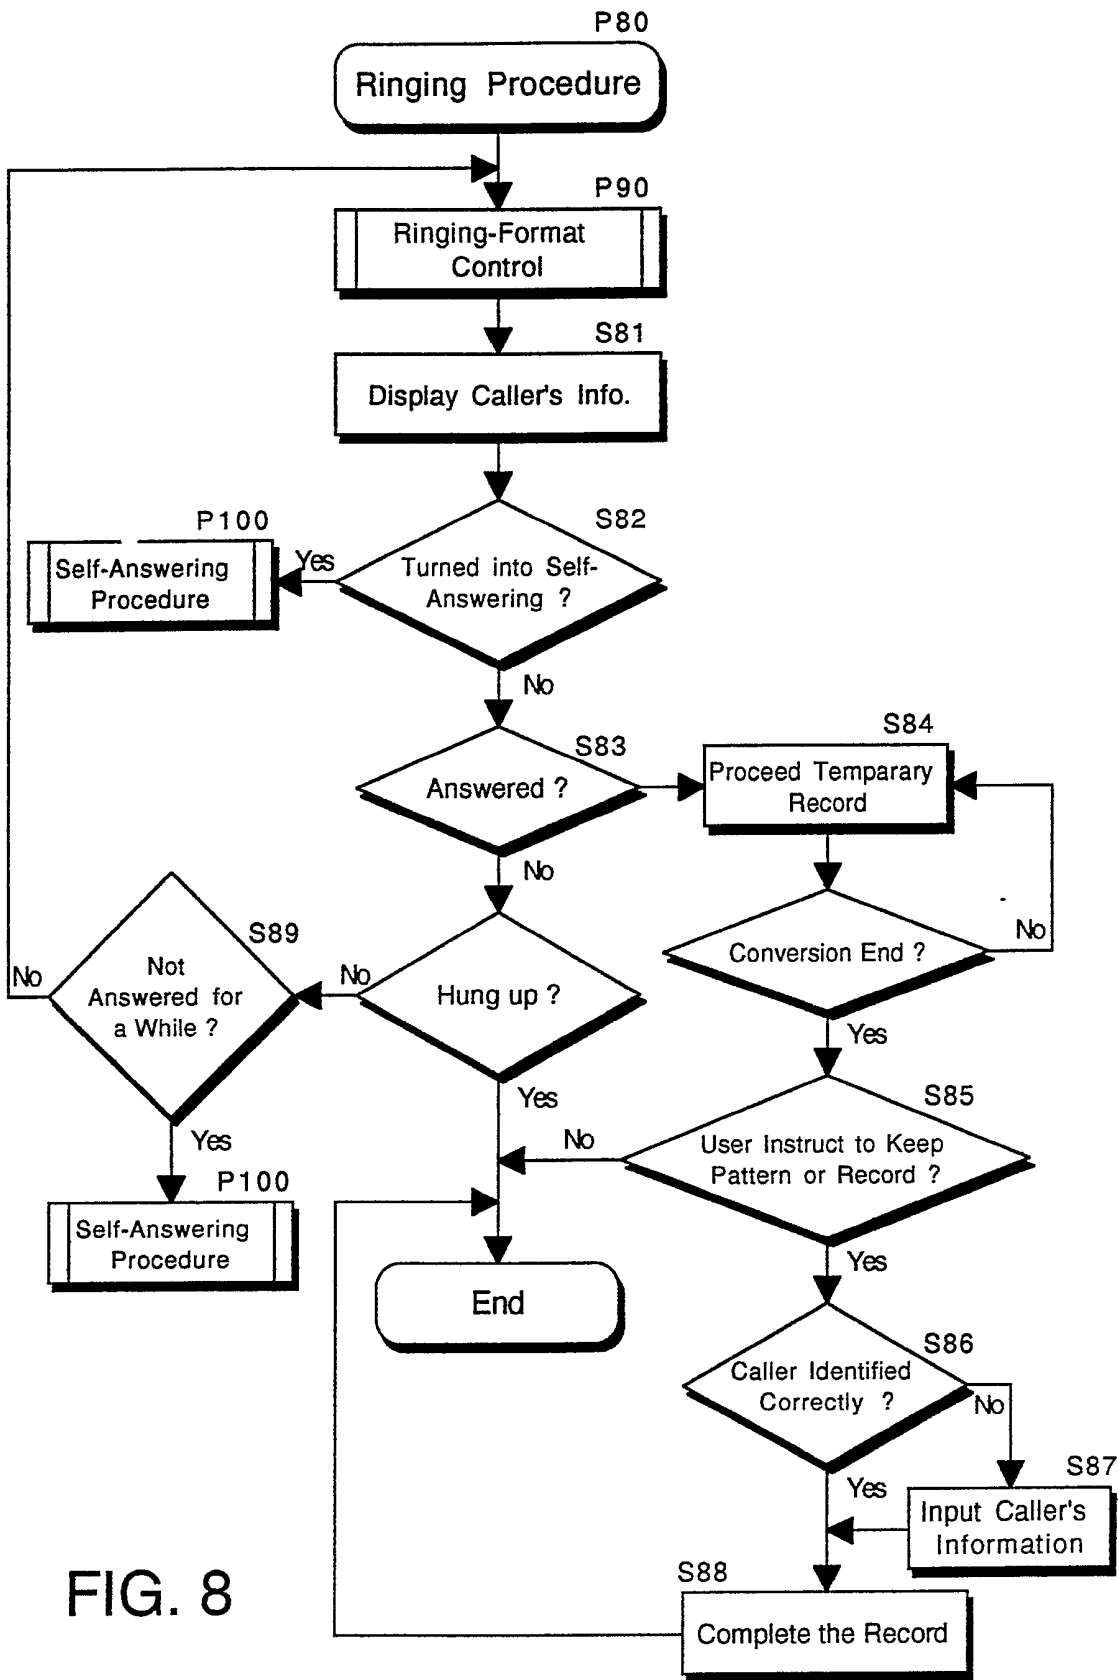 P80
Ringing Procedure
P90
Ringing-Format
Control
S81
Display Caller's Info.
S82
Turned into Self-
Answering ?
Yes
P100
Self-Answering
Procedure
No
S83
Answered ?
S84
Proceed Temparary
Record
No
Conversion End ?
No
Yes
Hung up ?
No
Yes
S89
Not
Answered for
a While ?
No
Yes
P100
Self-Answering
Procedure
S85
User Instruct to Keep
Pattern or Record ?
No
Yes
End
S86
Caller Identified
Correctly ?
No
Yes
S87
Input Caller's
Information
S88
Complete the Record
FIG. 8